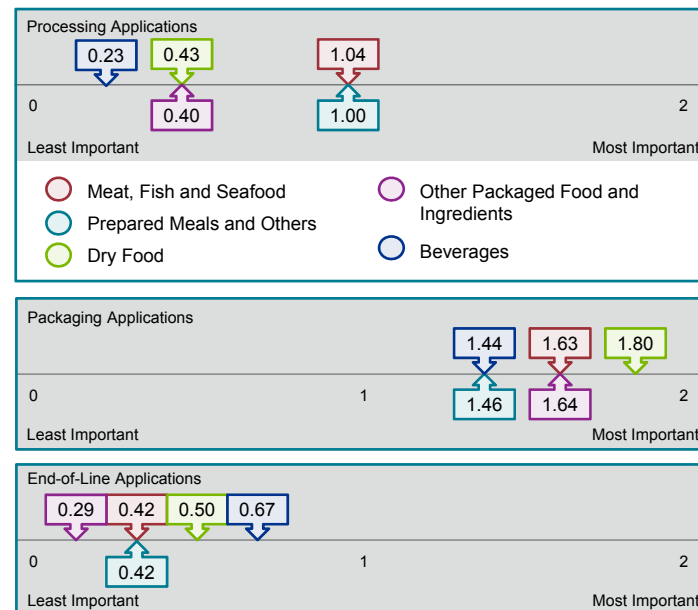 Processing Applications
0.23 0.43 1.04
0.40 1.00
0 2
Least Important Most Important
Meat, Fish and Seafood
Prepared Meals and Others
Dry Food
Other Packaged Food and
Ingredients
Beverages
Packaging Applications
1.44 1.63 1.80
0 1 2
1.46 1.64
Least Important Most Important
End-of-Line Applications
0.29 0.42 0.50 0.67
0 1 2
0.42
Least Important Most Important